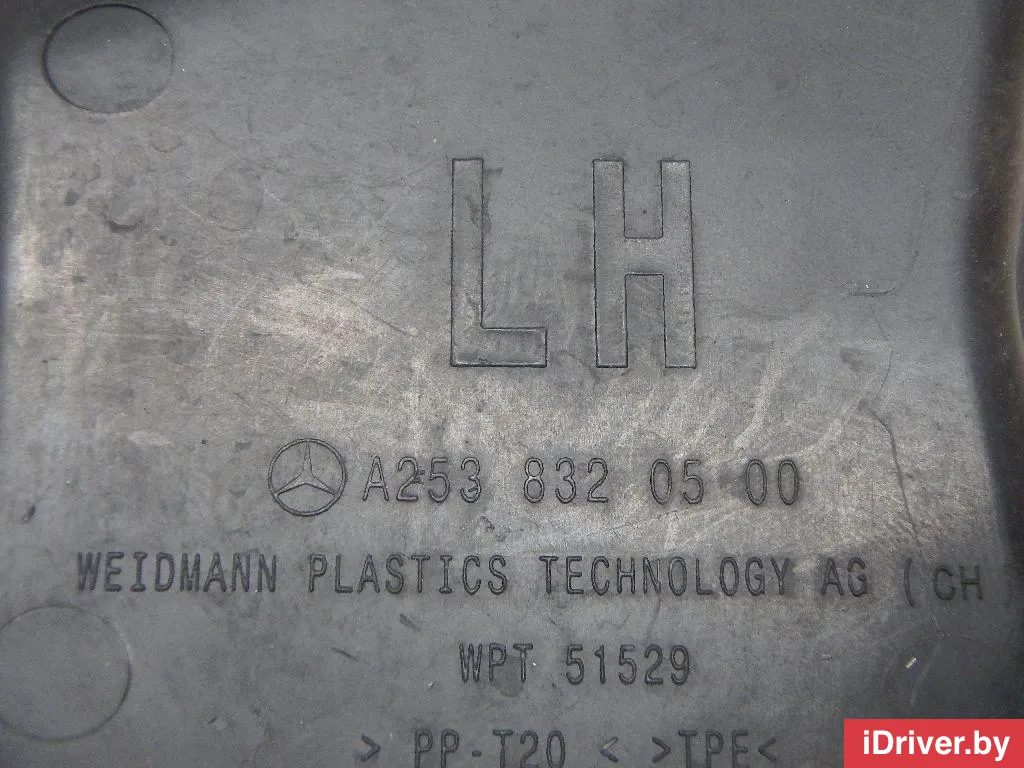 LH
A253 832 05 00
WEIDMANN PLASTICS TECHNOLOGY AG (CH
WPT 51529
> PP-T20 < >TPE<
iDriver.by